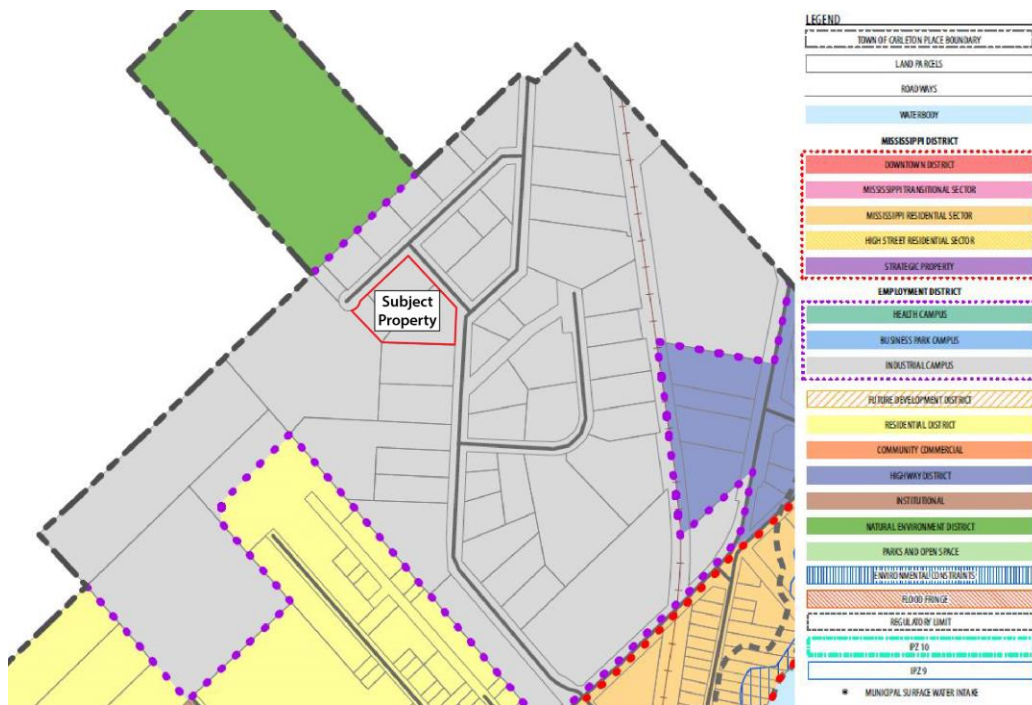 Subject
Property
LEGEND
TOWN OF CARLETON PLACE BOUNDARY
LAND PARCELS
ROADWAYS
WATERBODY
MISSISSIPPI DISTRICT
DOWNTOWN DISTRICT
MISSISSIPPI TRANSITIONAL SECTOR
MISSISSIPPI RESIDENTIAL SECTOR
HIGH STREET RESIDENTIAL SECTOR
STRATEGIC PROPERTY
EMPLOYMENT DISTRICT
HEALTH CAMPUS
BUSINESS PARK CAMPUS
INDUSTRIAL CAMPUS
FUTURE DEVELOPMENT DISTRICT
RESIDENTIAL DISTRICT
COMMUNITY COMMERCIAL
HIGHWAY DISTRICT
INSTITUTIONAL
NATURAL ENVIRONMENT DISTRICT
PARKS AND OPEN SPACE
ENVIRONMENTAL CONSTRAINTS
FLOOD FRINGE
REGULATORY LIMIT
IPZ 10
IPZ 9
MUNICIPAL SURFACE WATER INTAKE